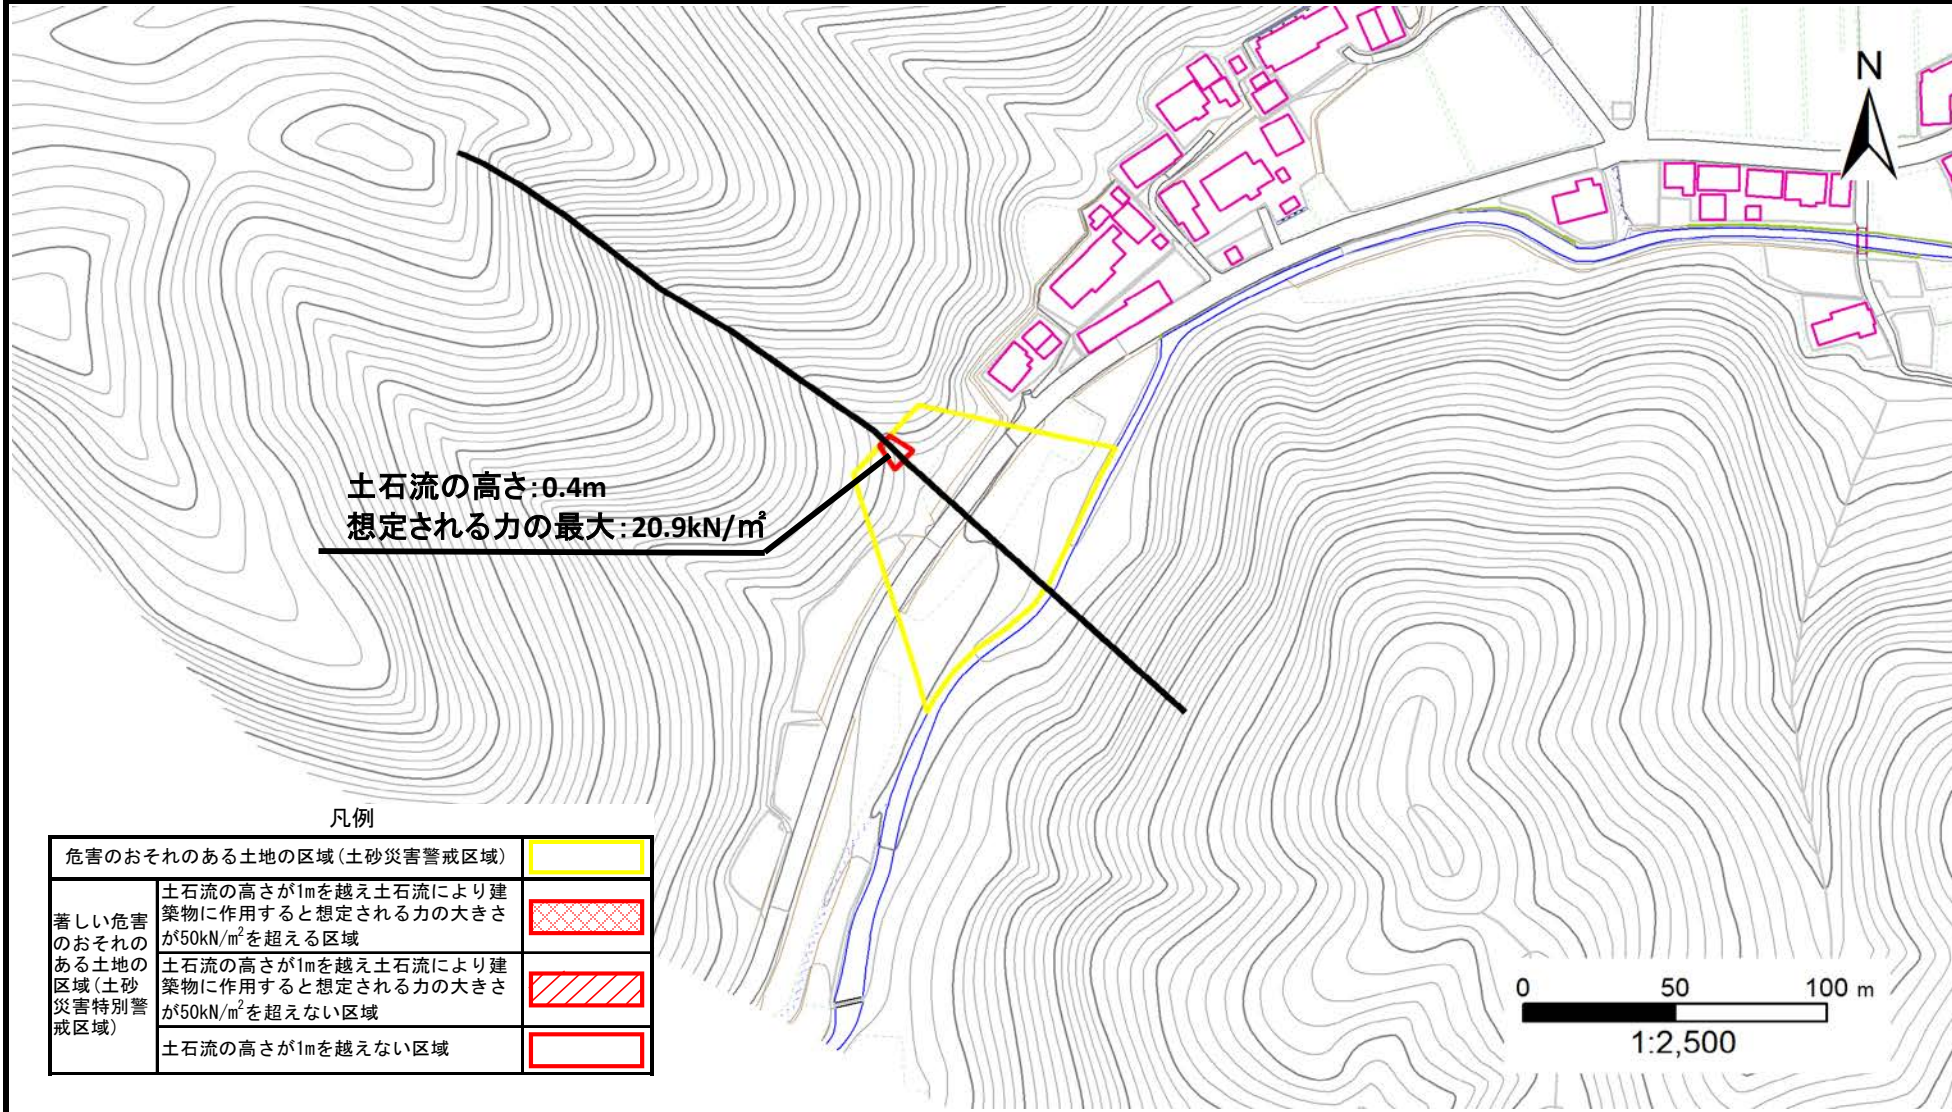 N
土石流の高さ:0.4m
想定される力の最大:20.9kN/㎡
凡例
危害のおそれのある土地の区域(土砂災害警戒区域)
著しい危害
のおそれの
ある土地の
区域(土砂
災害特別警
戒区域)
土石流の高さが1mを越え土石流により建
築物に作用すると想定される力の大きさ
が50kN/m²を超える区域
土石流の高さが1mを越え土石流により建
築物に作用すると想定される力の大きさ
が50kN/m²を超えない区域
土石流の高さが1mを越えない区域
0 50 100 m
1:2,500